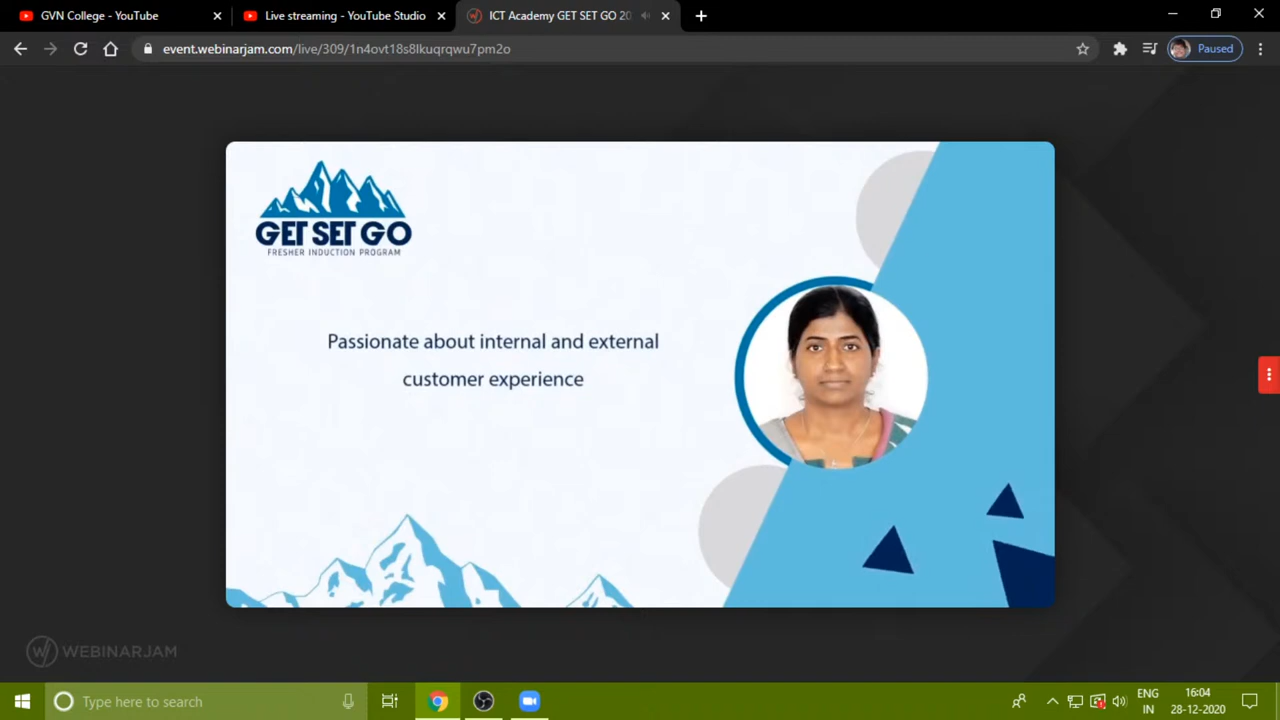 GVN College - YouTube
Live streaming - YouTube Studio
ICT Academy GET SET GO 20
event.webinarjam.com/live/309/1n4ovt18s8lkuqrqwu7pm2o
Paused
GET SET GO
FRESHER INDUCTION PROGRAM
Passionate about internal and external
customer experience
WEBINARJAM
Type here to search
ENG
IN
16:04
28-12-2020